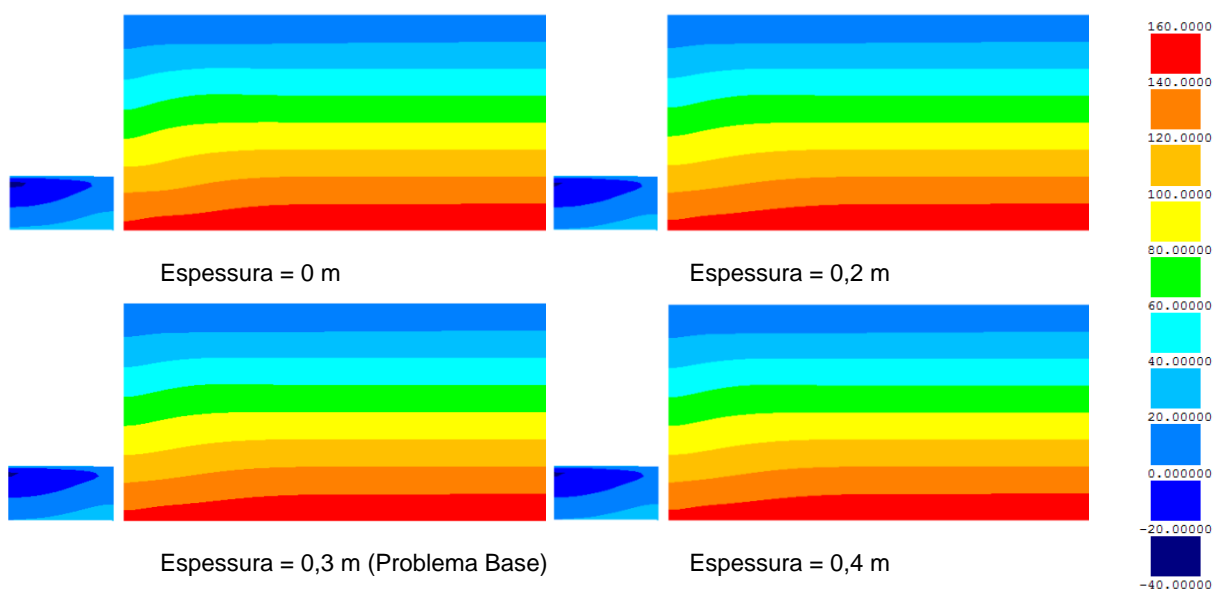 160.0000
140.0000
120.0000
100.0000
80.00000
60.00000
40.00000
20.00000
0.000000
-20.00000
-40.00000
Espessura = 0 m
Espessura = 0,2 m
Espessura = 0,3 m (Problema Base)
Espessura = 0,4 m